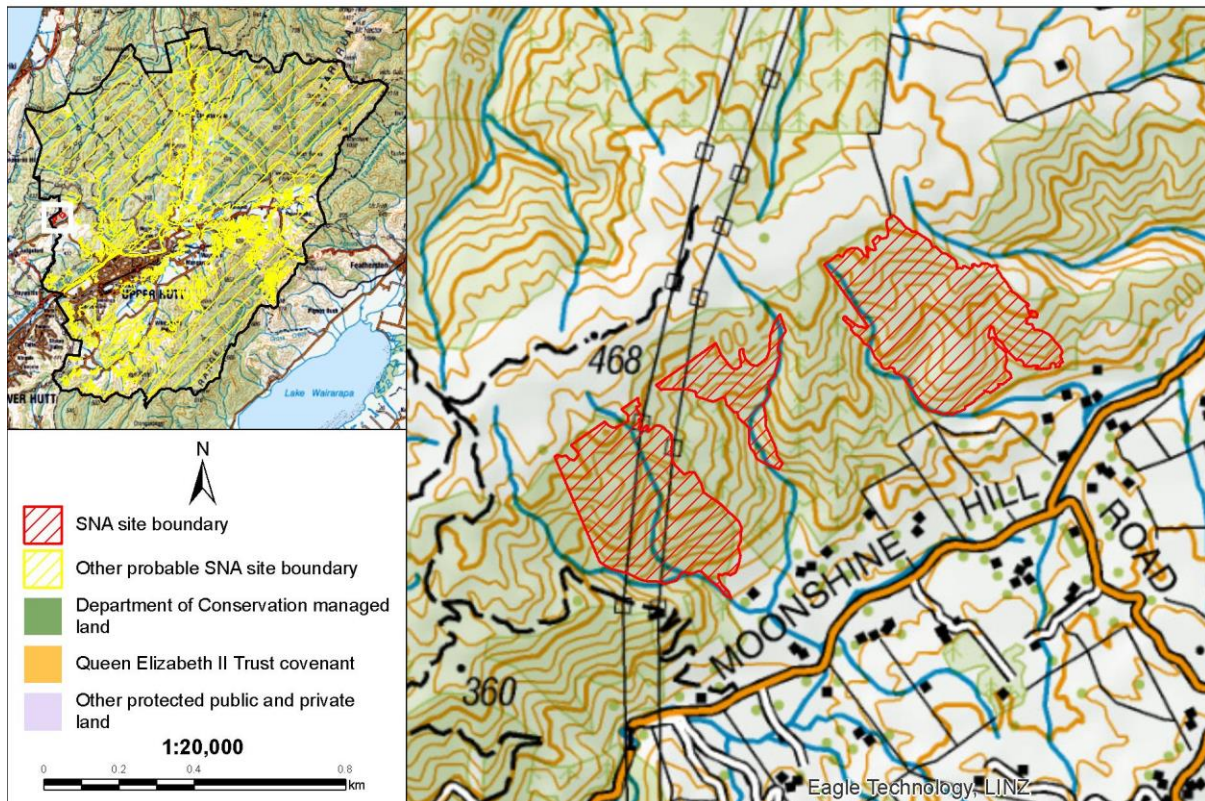 UPPER HUTT
Featherston
Lake Wairarapa
N
SNA site boundary
Other probable SNA site boundary
Department of Conservation managed
land
Queen Elizabeth II Trust covenant
Other protected public and private
land
1:20,000
0 0.2 0.4 0.8
km
300
300
200
468
360
MOONSHINE HILL ROAD
Eagle Technology, LINZ